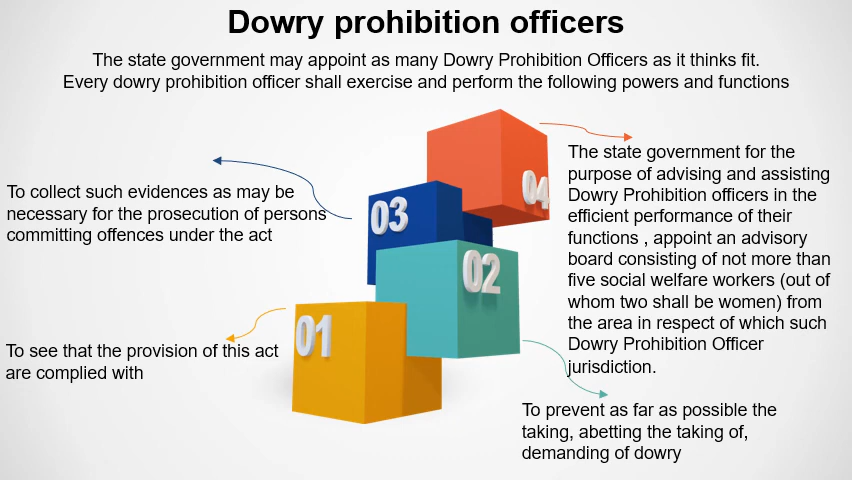 Dowry prohibition officers
The state government may appoint as many Dowry Prohibition Officers as it thinks fit.
Every dowry prohibition officer shall exercise and perform the following powers and functions
01
To see that the provision of this act
are complied with
02
To prevent as far as possible the
taking, abetting the taking of,
demanding of dowry
03
To collect such evidences as may be
necessary for the prosecution of persons
committing offences under the act
04
The state government for the
purpose of advising and assisting
Dowry Prohibition officers in the
efficient performance of their
functions , appoint an advisory
board consisting of not more than
five social welfare workers (out of
whom two shall be women) from
the area in respect of which such
Dowry Prohibition Officer
jurisdiction.